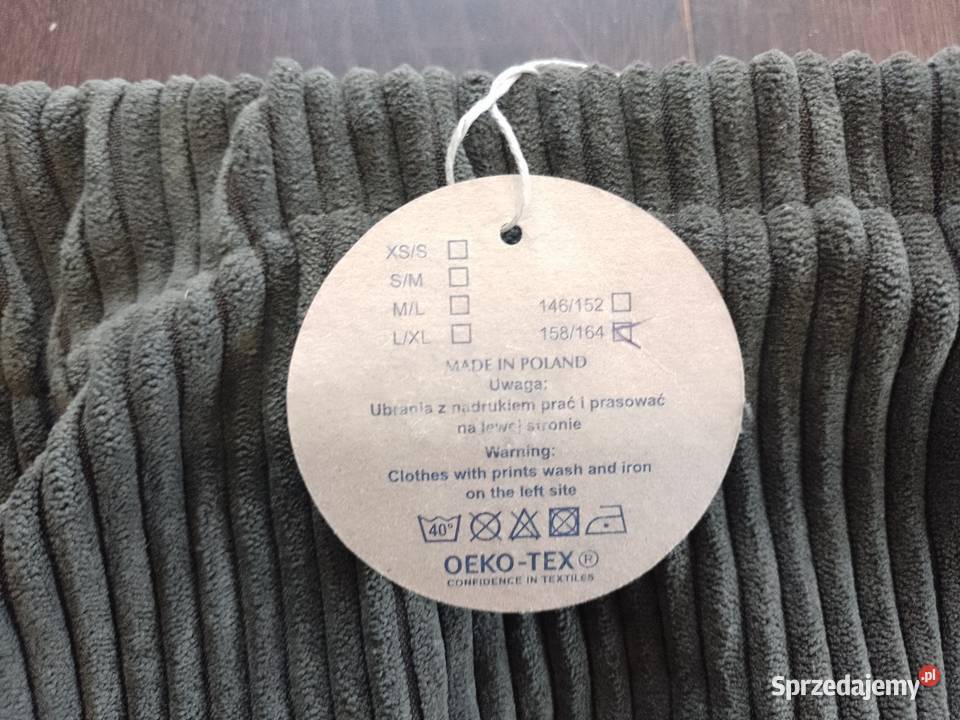 XS/S
S/M
M/L
L/XL
146/152
158/164
MADE IN POLAND
Uwaga:
Ubrania z nadrukiem prać i prasować
na lewej stronie
Warning:
Clothes with prints wash and iron
on the left site
40°
OEKO-TEX®
CONFIDENCE IN TEXTILES
Sprzedajemy.pl